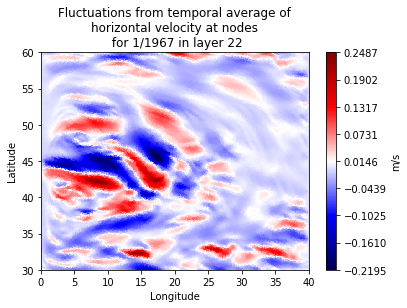 Fluctuations from temporal average of
horizontal velocity at nodes
for 1/1967 in layer 22
60
55
50
45
40
35
30
Latitude
0 5 10 15 20 25 30 35 40
Longitude
0.2487
0.1902
0.1317
0.0731
0.0146
−0.0439
−0.1025
−0.1610
−0.2195
m/s